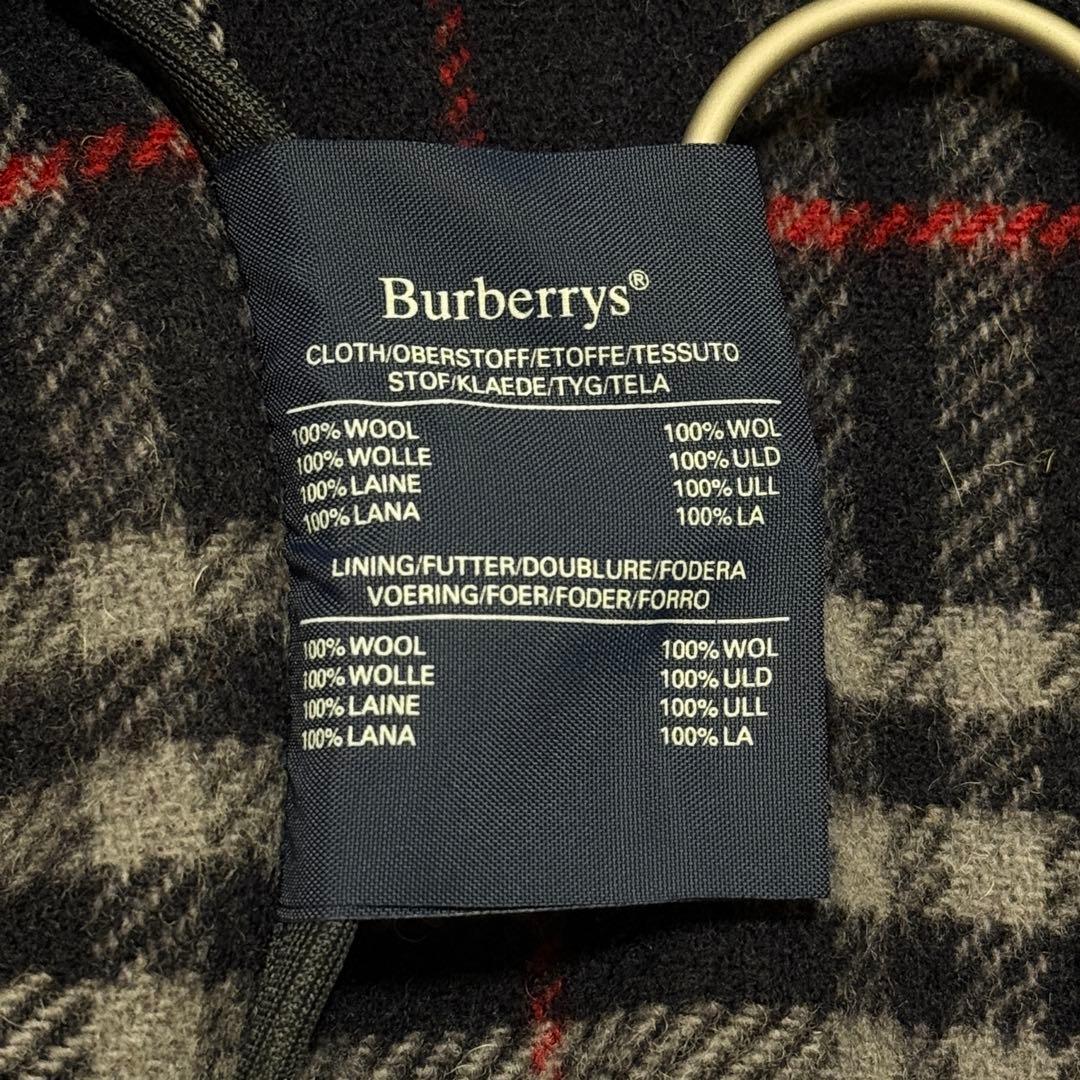 Burberrys®
CLOTH/OBERSTOFF/ETOFFE/TESSUTO
STOF/KLAEDE/TYG/TELA
100% WOOL 100% WOL
100% WOLLE 100% ULD
100% LAINE 100% ULL
100% LANA 100% LA
LINING/FUTTER/DOUBLURE/FODERA
VOERING/FOER/FODER/FORRO
100% WOOL 100% WOL
100% WOLLE 100% ULD
100% LAINE 100% ULL
100% LANA 100% LA